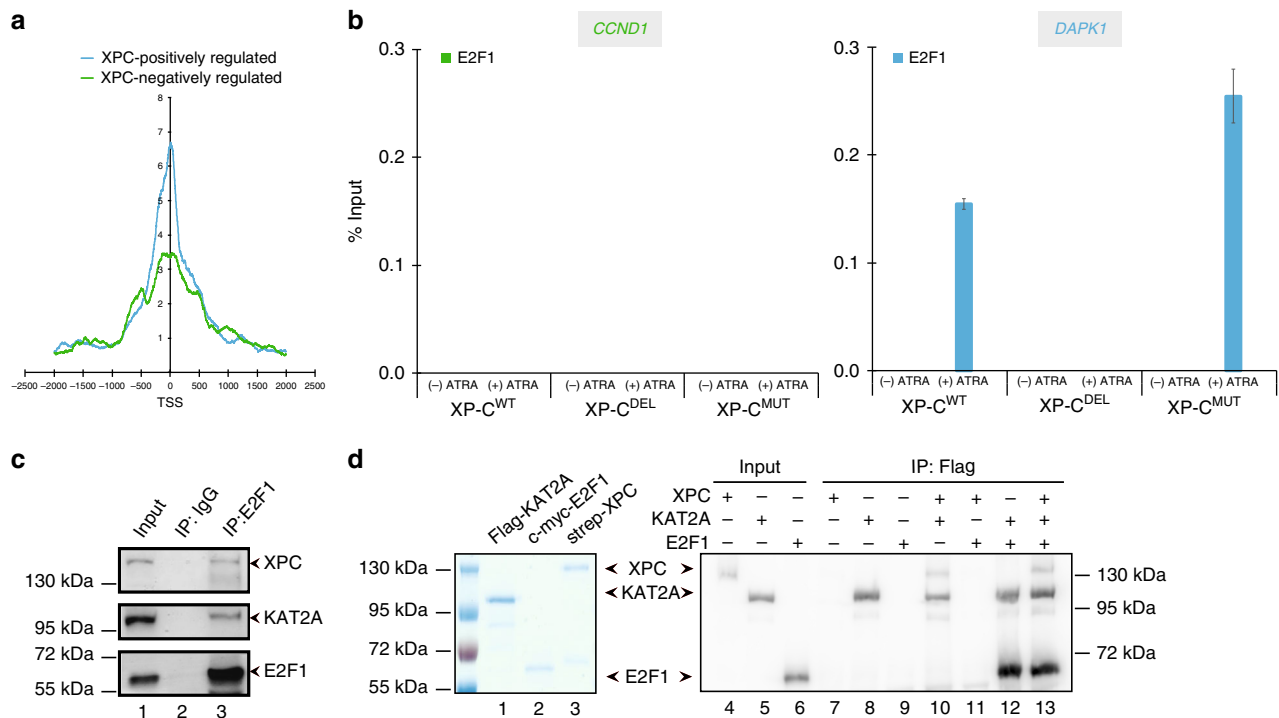 a
XPC-positively regulated
XPC-negatively regulated
8
7
6
5
4
3
2
1
−2500 −2000 −1500 −1000 −500 0 500 1000 1500 2000 2500
TSS
b
CCND1
0.3
E2F1
0.2
0.1
0.0
% Input
(–) ATRA (+) ATRA (–) ATRA (+) ATRA (–) ATRA (+) ATRA
XP-C^WT XP-C^DEL XP-C^MUT
DAPK1
0.3
E2F1
0.2
0.1
0.0
(–) ATRA (+) ATRA (–) ATRA (+) ATRA (–) ATRA (+) ATRA
XP-C^WT XP-C^DEL XP-C^MUT
c
Input IP: IgG IP:E2F1
XPC
130 kDa
KAT2A
95 kDa
72 kDa
E2F1
55 kDa
1 2 3
d
Flag-KAT2A c-myc-E2F1 strep-XPC
130 kDa
95 kDa
72 kDa
55 kDa
1 2 3
XPC
KAT2A
E2F1
Input IP: Flag
XPC + – – – – – + + – +
KAT2A – + – – + – + – + +
E2F1 – – + – – + – + + +
130 kDa
95 kDa
72 kDa
4 5 6 7 8 9 10 11 12 13